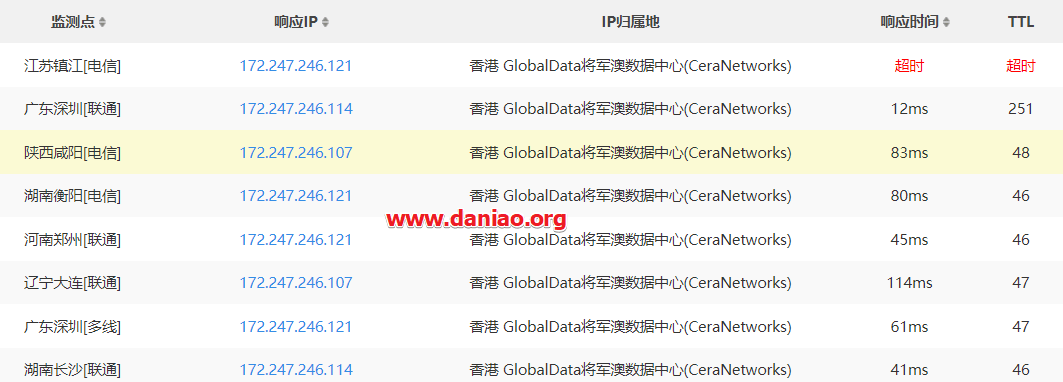 监测点 响应IP IP归属地 响应时间 TTL
江苏镇江[电信] 172.247.246.121 香港 GlobalData将军澳数据中心(CeraNetworks) 超时 超时
广东深圳[联通] 172.247.246.114 香港 GlobalData将军澳数据中心(CeraNetworks) 12ms 251
陕西咸阳[电信] 172.247.246.107 香港 GlobalData将军澳数据中心(CeraNetworks) 83ms 48
湖南衡阳[电信] 172.247.246.121 香港 GlobalData将军澳数据中心(CeraNetworks) 80ms 46
www.daniao.org
河南郑州[联通] 172.247.246.121 香港 GlobalData将军澳数据中心(CeraNetworks) 45ms 46
辽宁大连[联通] 172.247.246.107 香港 GlobalData将军澳数据中心(CeraNetworks) 114ms 47
广东深圳[多线] 172.247.246.121 香港 GlobalData将军澳数据中心(CeraNetworks) 61ms 47
湖南长沙[联通] 172.247.246.114 香港 GlobalData将军澳数据中心(CeraNetworks) 41ms 46